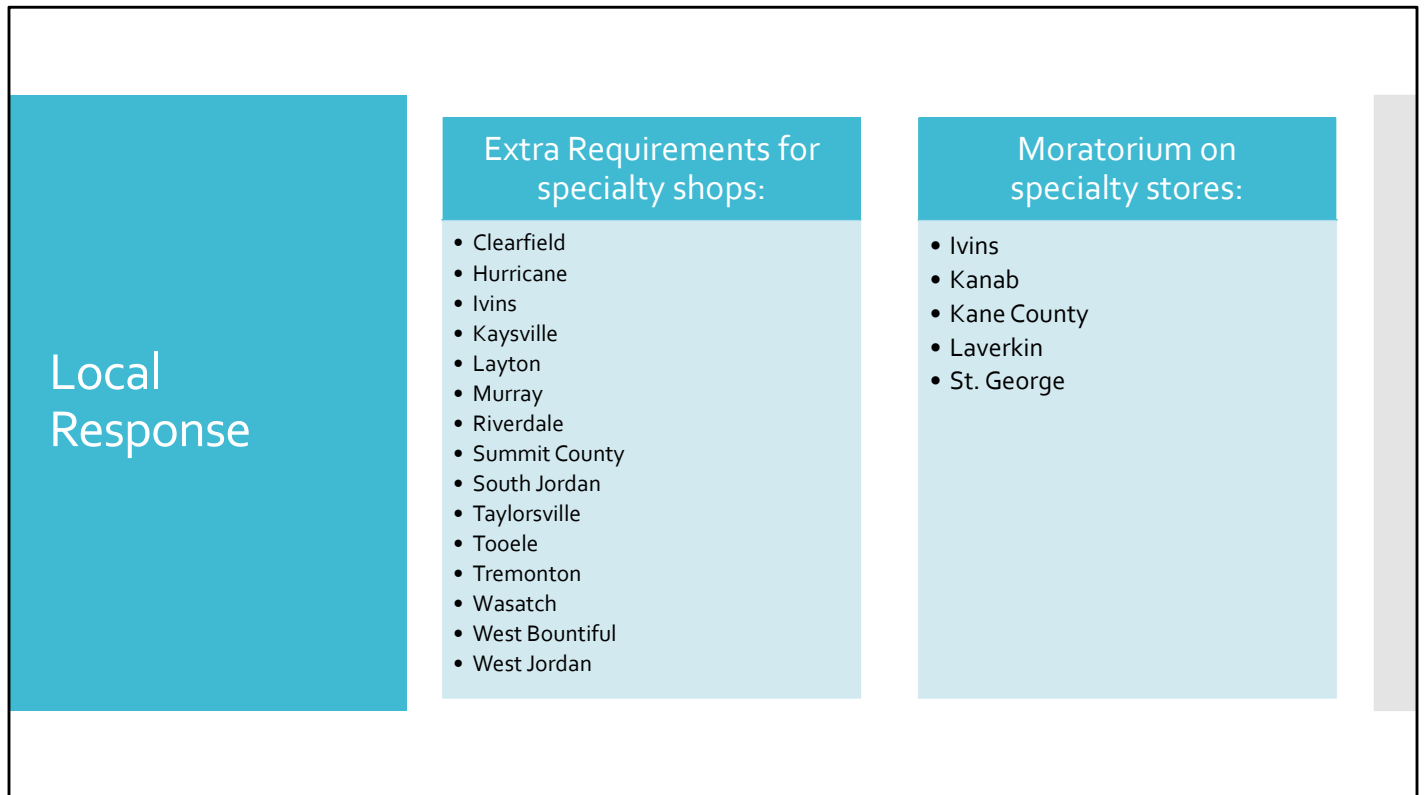 Local
Response
Extra Requirements for
specialty shops:
• Clearfield
• Hurricane
• Ivins
• Kaysville
• Layton
• Murray
• Riverdale
• Summit County
• South Jordan
• Taylorsville
• Tooele
• Tremonton
• Wasatch
• West Bountiful
• West Jordan
Moratorium on
specialty stores:
• Ivins
• Kanab
• Kane County
• Laverkin
• St. George